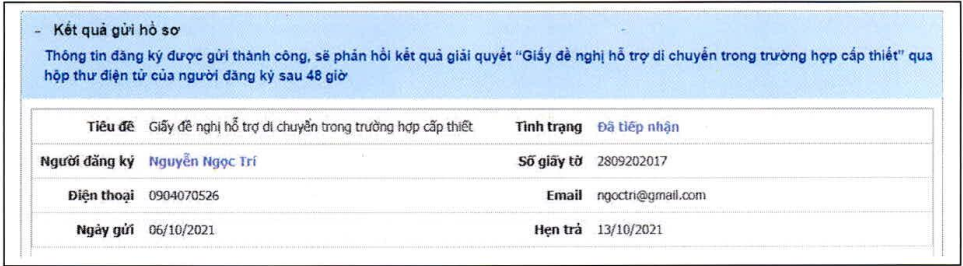 - Kết quả gửi hồ sơ
Thông tin đăng ký được gửi thành công, sẽ phản hồi kết quả giải quyết “Giấy đề nghị hỗ trợ di chuyển trong trường hợp cấp thiết” qua
hộp thư điện tử của người đăng ký sau 48 giờ
Tiêu đề Giấy đề nghị hỗ trợ di chuyển trong trường hợp cấp thiết Tình trạng Đã tiếp nhận
Người đăng ký Nguyễn Ngọc Trí Số giấy tờ 2809202017
Điện thoại 0904070526 Email ngoctri@gmail.com
Ngày gửi 06/10/2021 Hẹn trả 13/10/2021